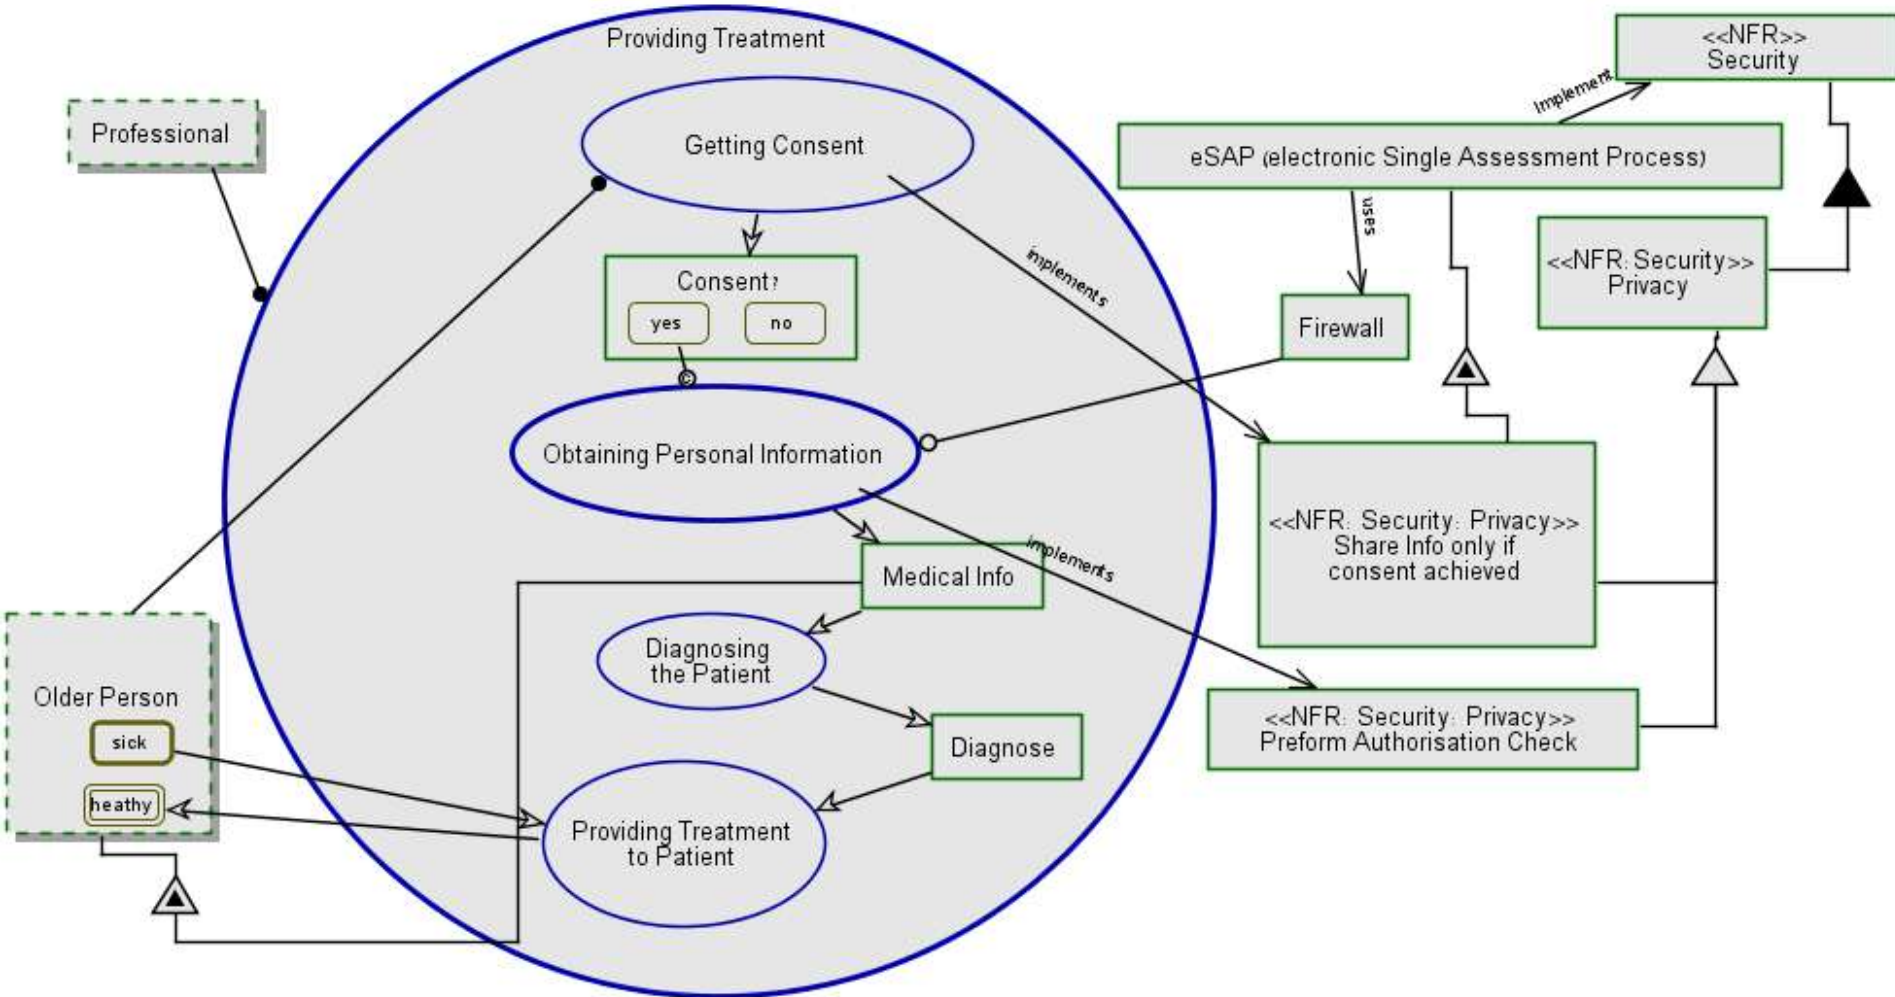 Providing Treatment
<<NFR>>
Security
Implement
Professional
Getting Consent
eSAP (electronic Single Assessment Process)
uses
implements
<<NFR: Security>>
Privacy
Consent?
yes
no
Firewall
Obtaining Personal Information
<<NFR: Security: Privacy>>
Share Info only if
consent achieved
implements
Medical Info
Diagnosing
the Patient
Older Person
sick
heathy
<<NFR: Security: Privacy>>
Preform Authorisation Check
Diagnose
Providing Treatment
to Patient